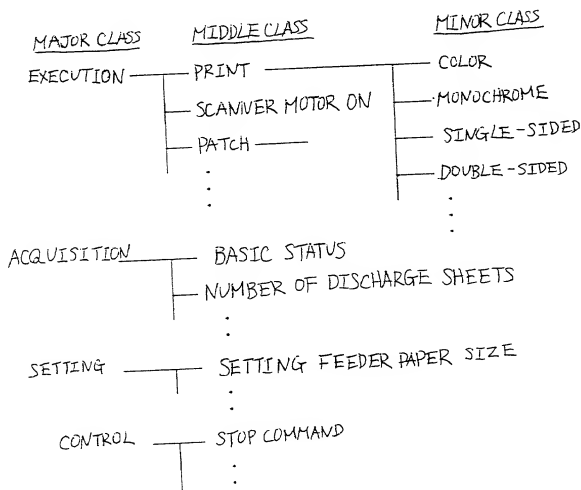 MAJOR CLASS MIDDLE CLASS MINOR CLASS
EXECUTION PRINT COLOR
SCANNER MOTOR ON MONOCHROME
PATCH SINGLE-SIDED
DOUBLE-SIDED
ACQUISITION BASIC STATUS
NUMBER OF DISCHARGE SHEETS
SETTING SETTING FEEDER PAPER SIZE
CONTROL STOP COMMAND